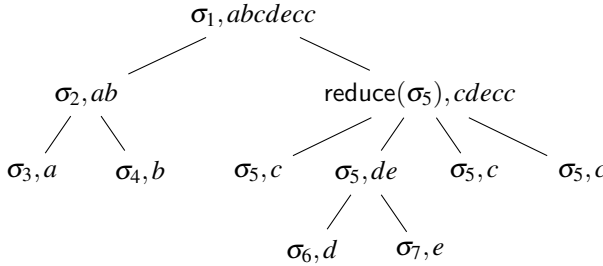 σ₁, abcdecc
σ₂, ab reduce(σ₅), cdecc
σ₃, a σ₄, b σ₅, c σ₅, de σ₅, c σ₅, c
σ₆, d σ₇, e